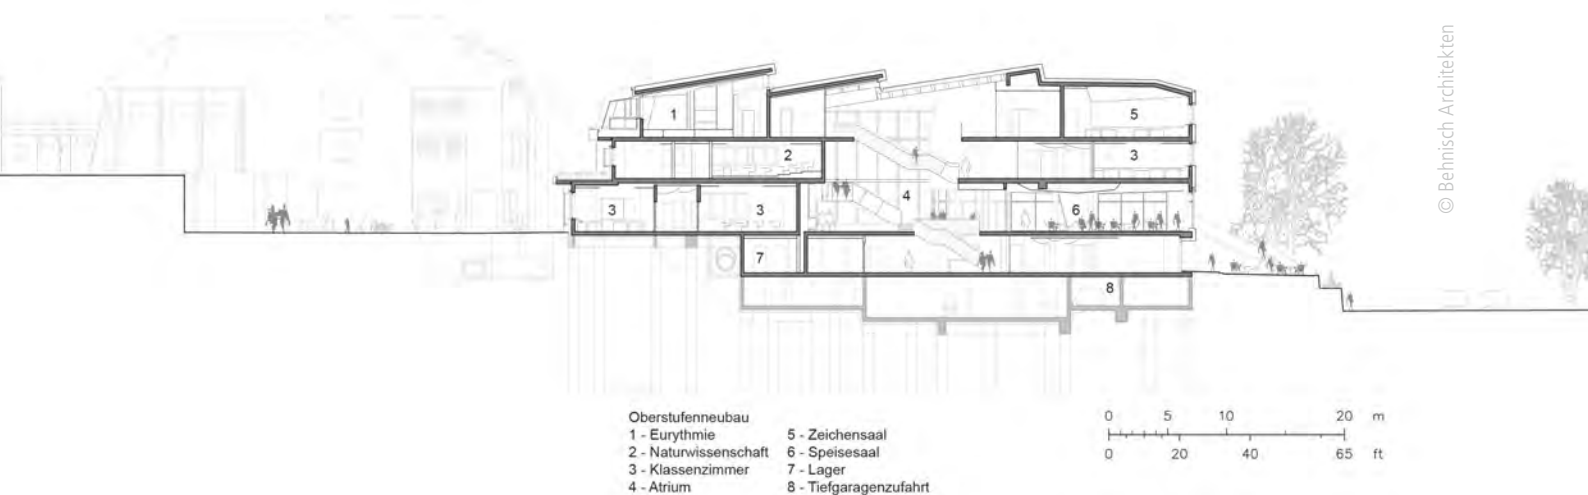 © Behnisch Architekten
1
5
2
3
3
3
4
6
7
8
Oberstufenneubau
1 - Eurythmie
2 - Naturwissenschaft
3 - Klassenzimmer
4 - Atrium
5 - Zeichensaal
6 - Speisesaal
7 - Lager
8 - Tiefgaragenzufahrt
0 5 10 20 m
0 20 40 65 ft